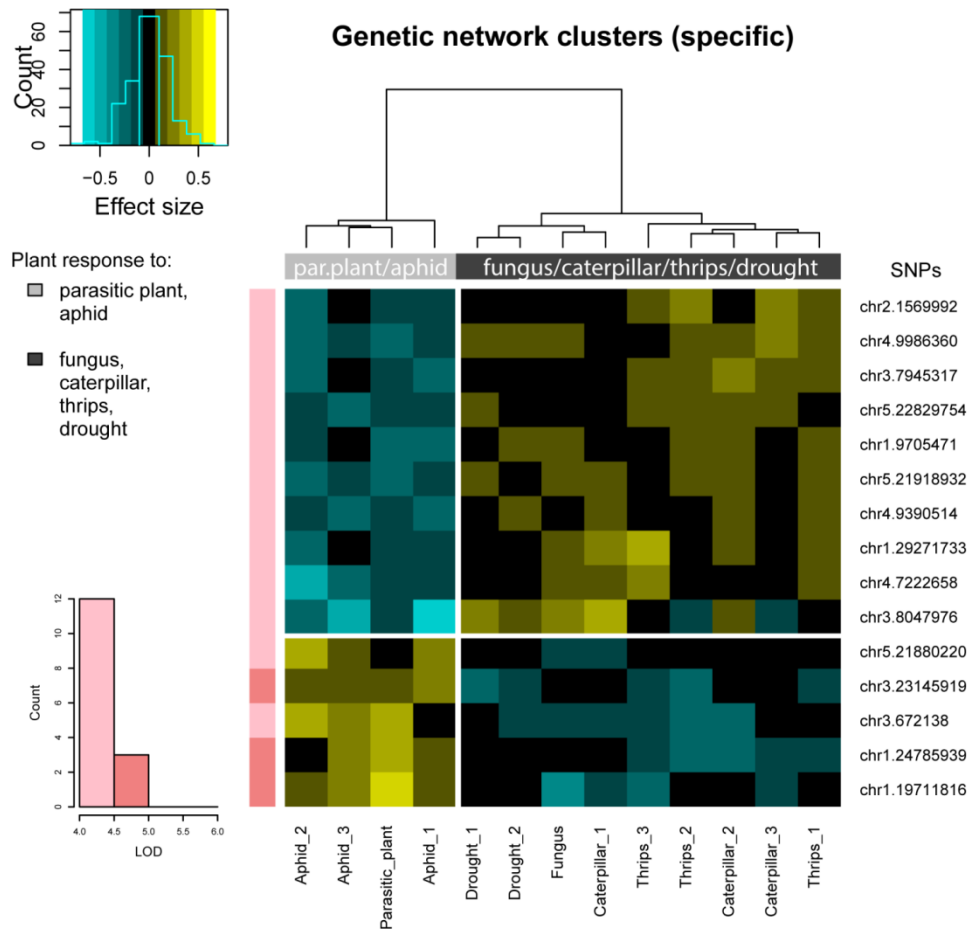 Genetic network clusters (specific)
Count
0 20 40 60
−0.5 0 0.5
Effect size
Plant response to:
parasitic plant,
aphid
fungus,
caterpillar,
thrips,
drought
par.plant/aphid
fungus/caterpillar/thrips/drought
SNPs
chr2.1569992
chr4.9986360
chr3.7945317
chr5.22829754
chr1.9705471
chr5.21918932
chr4.9390514
chr1.29271733
chr4.7222658
chr3.8047976
chr5.21880220
chr3.23145919
chr3.672138
chr1.24785939
chr1.19711816
Count
0 2 4 6 8 10 12
4.0 4.5 5.0 5.5 6.0
LOD
Aphid_2
Aphid_3
Parasitic_plant
Aphid_1
Drought_1
Drought_2
Fungus
Caterpillar_1
Thrips_3
Thrips_2
Caterpillar_2
Caterpillar_3
Thrips_1